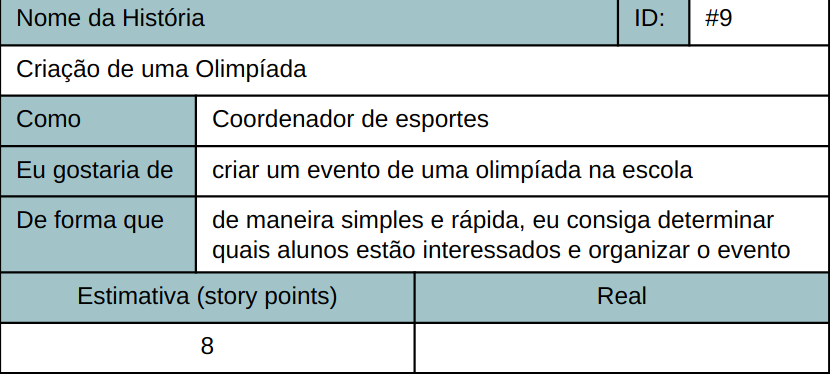 Nome da História ID: #9
Criação de uma Olimpíada
Como Coordenador de esportes
Eu gostaria de criar um evento de uma olimpíada na escola
De forma que de maneira simples e rápida, eu consiga determinar
quais alunos estão interessados e organizar o evento
Estimativa (story points) Real
8